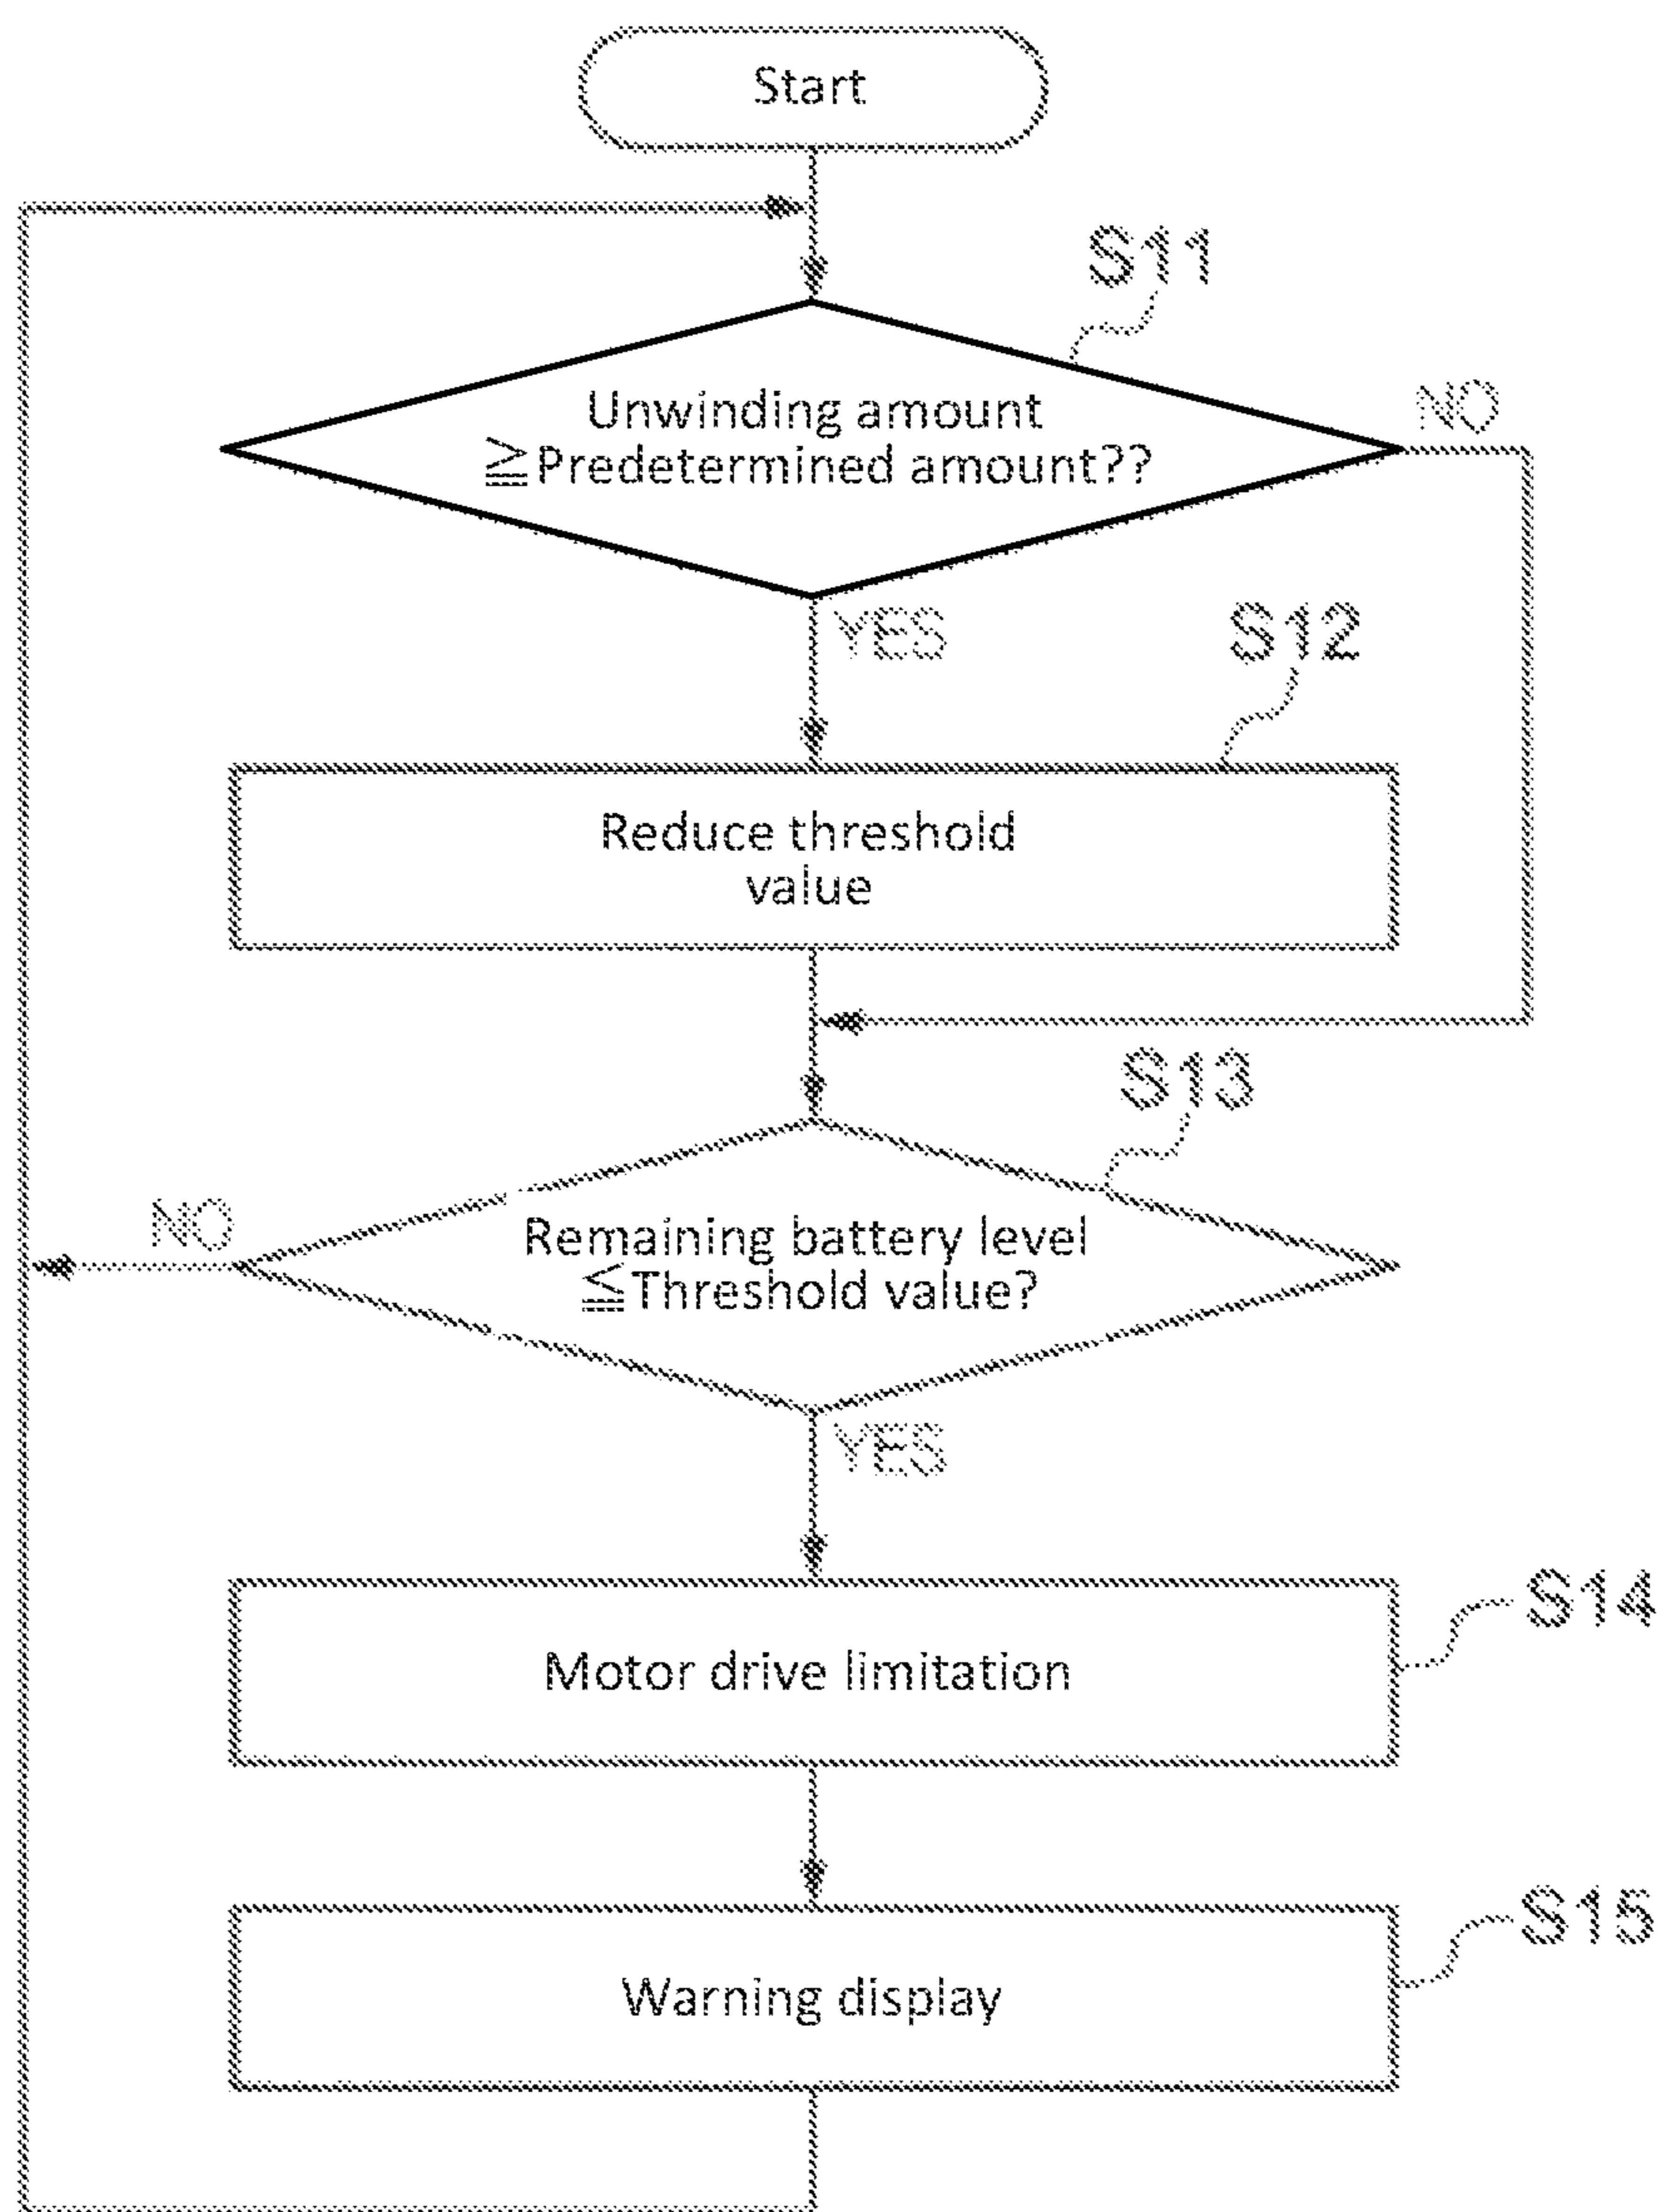 Start
S11
Unwinding amount
≧Predetermined amount??
NO
YES
S12
Reduce threshold
value
S13
NO
Remaining battery level
≦Threshold value?
YES
Motor drive limitation
S14
Warning display
S15